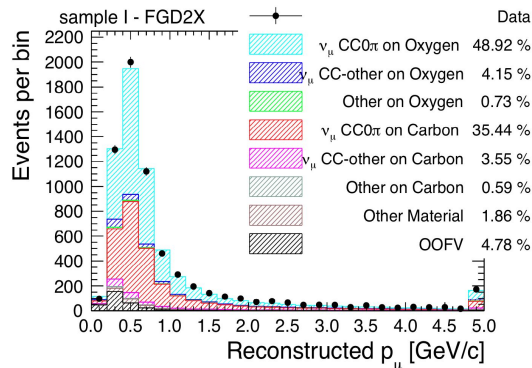 sample I - FGD2X
Data
νμ CC0π on Oxygen 48.92 %
νμ CC-other on Oxygen 4.15 %
Other on Oxygen 0.73 %
νμ CC0π on Carbon 35.44 %
νμ CC-other on Carbon 3.55 %
Other on Carbon 0.59 %
Other Material 1.86 %
OOFV 4.78 %
Events per bin
2200
2000
1800
1600
1400
1200
1000
800
600
400
200
0
0.0 0.5 1.0 1.5 2.0 2.5 3.0 3.5 4.0 4.5 5.0
Reconstructed pμ [GeV/c]